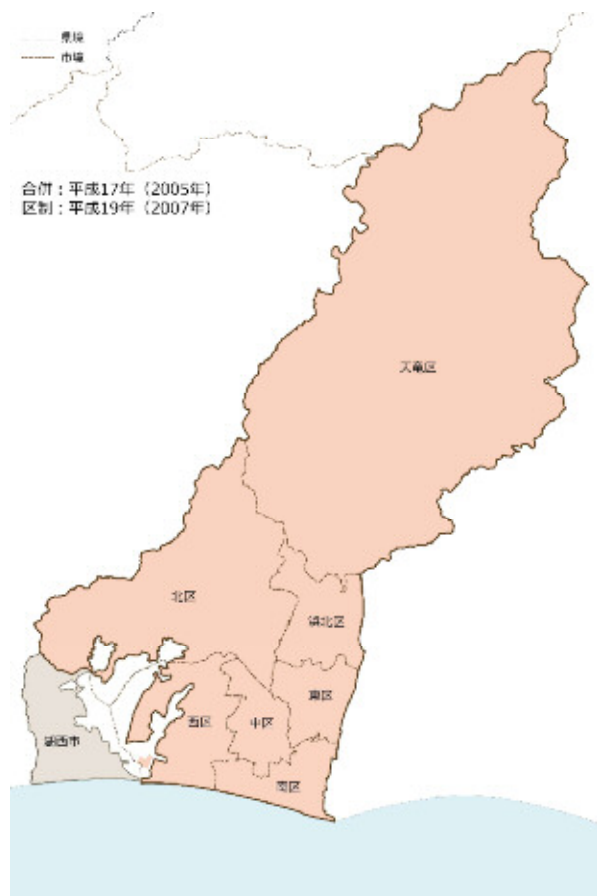 県境
市境
合併：平成17年（2005年）
区制：平成19年（2007年）
天竜区
北区
浜北区
東区
西区
中区
湖西市
南区